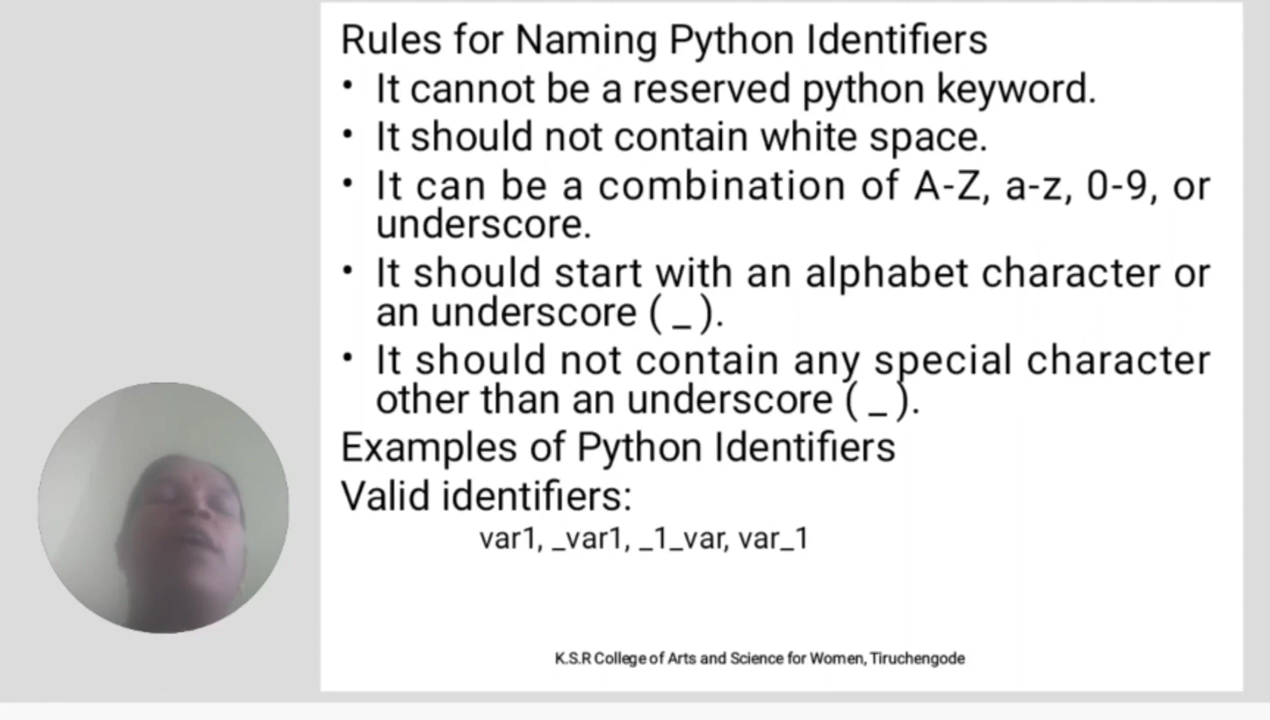 Rules for Naming Python Identifiers
• It cannot be a reserved python keyword.
• It should not contain white space.
• It can be a combination of A-Z, a-z, 0-9, or
underscore.
• It should start with an alphabet character or
an underscore ( _ ).
• It should not contain any special character
other than an underscore ( _ ).
Examples of Python Identifiers
Valid identifiers:
var1, _var1, _1_var, var_1
K.S.R College of Arts and Science for Women, Tiruchengode